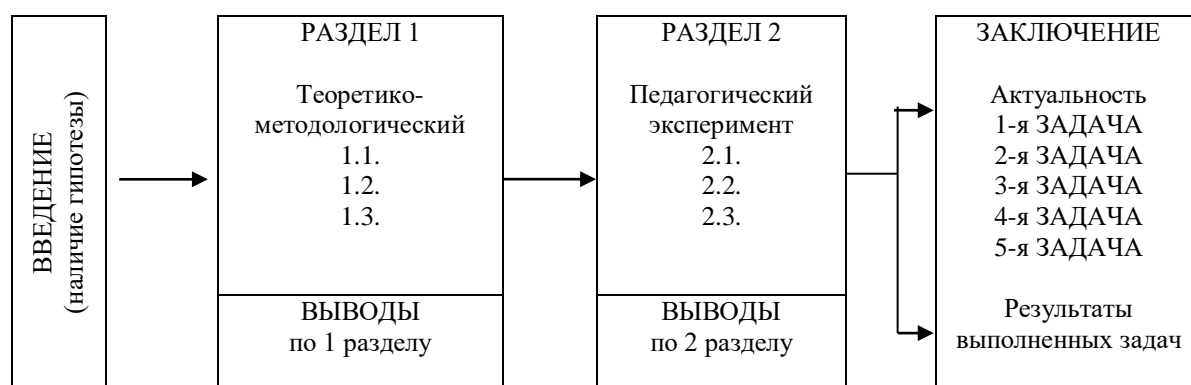 ВВЕДЕНИЕ
(наличие гипотезы)
РАЗДЕЛ 1
Теоретико-
методологический
1.1.
1.2.
1.3.
ВЫВОДЫ
по 1 разделу
РАЗДЕЛ 2
Педагогический
эксперимент
2.1.
2.2.
2.3.
ВЫВОДЫ
по 2 разделу
ЗАКЛЮЧЕНИЕ
Актуальность
1-я ЗАДАЧА
2-я ЗАДАЧА
3-я ЗАДАЧА
4-я ЗАДАЧА
5-я ЗАДАЧА
Результаты
выполненных задач